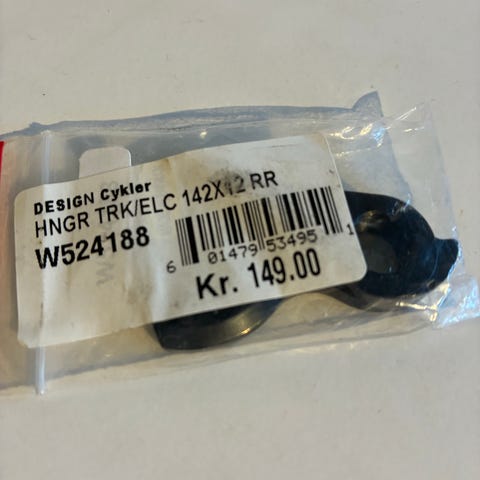 DESIGN Cykler
HNGR TRK/ELC 142X12 RR
W524188
6 01479 53495 1
Kr. 149.00